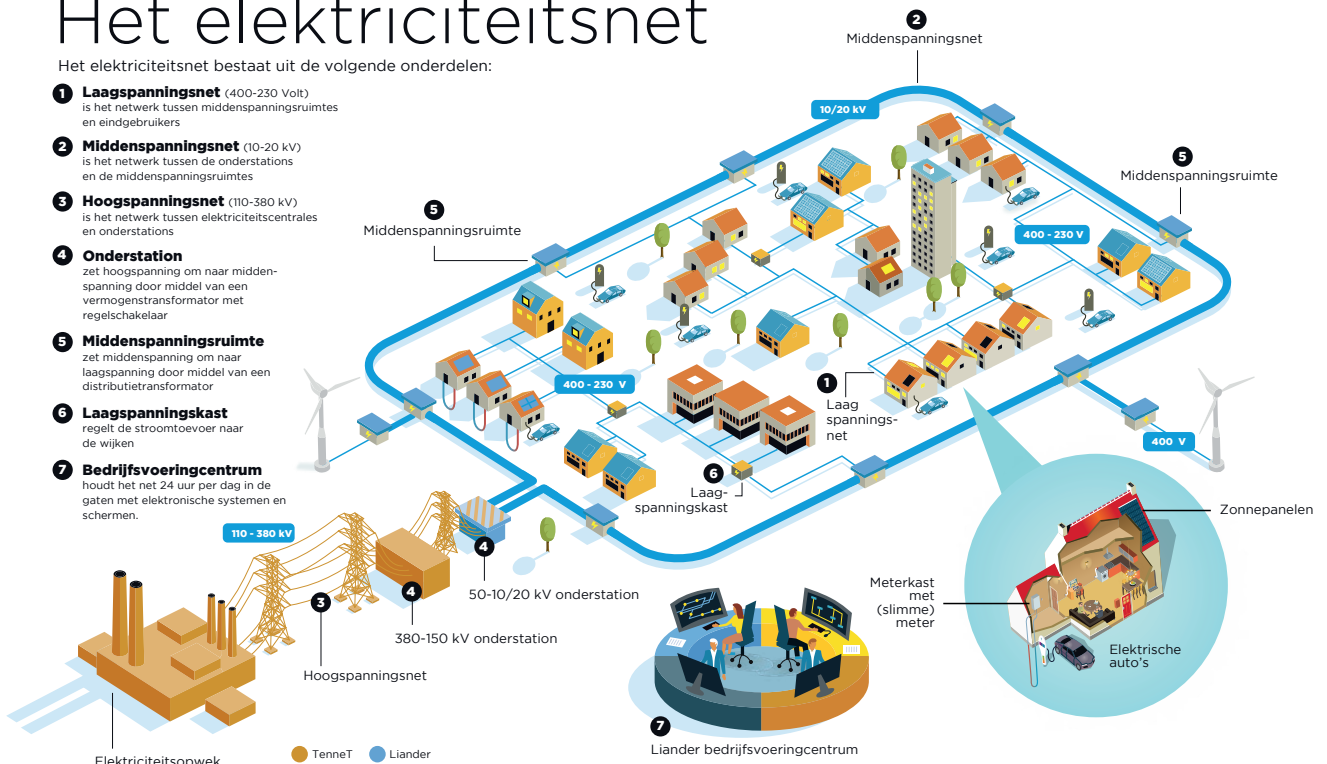 Het elektriciteitsnet
Het elektriciteitsnet bestaat uit de volgende onderdelen:
1 Laagspanningsnet (400-230 Volt)
is het netwerk tussen middenspanningsruimtes
en eindgebruikers
2 Middenspanningsnet (10-20 kV)
is het netwerk tussen de onderstations
en de middenspanningsruimtes
3 Hoogspanningsnet (110-380 kV)
is het netwerk tussen elektriciteitscentrales
en onderstations
4 Onderstation
zet hoogspanning om naar midden-
spanning door middel van een
vermogenstransformator met
regelschakelaar
5 Middenspanningsruimte
zet middenspanning om naar
laagspanning door middel van een
distributietransformator
6 Laagspanningskast
regelt de stroomtoevoer naar
de wijken
7 Bedrijfsvoeringcentrum
houdt het net 24 uur per dag in de
gaten met elektronische systemen en
schermen.
2
Middenspanningsnet
10/20 kV
5
Middenspanningsruimte
5
Middenspanningsruimte
400 - 230 V
400 - 230 V
1
Laag
spannings-
net
6
Laag-
spanningskast
400 V
110 - 380 kV
4
50-10/20 kV onderstation
4
380-150 kV onderstation
3
Hoogspanningsnet
Elektriciteitsopwek
TenneT
Liander
7
Liander bedrijfsvoeringcentrum
Zonnepanelen
Meterkast
met
(slimme)
meter
Elektrische
auto's